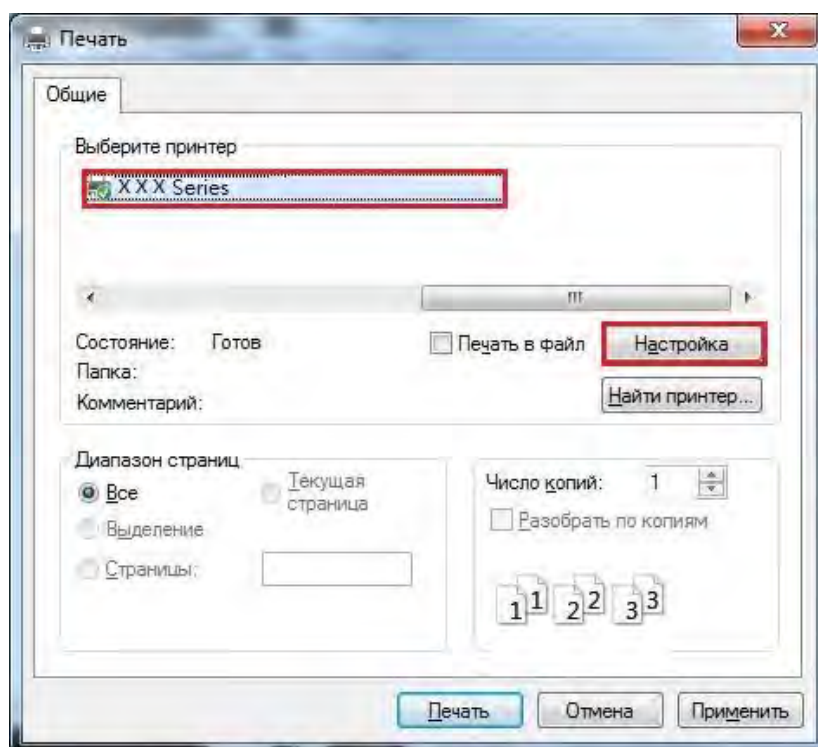 Печать
Общие
Выберите принтер
X X X Series
Состояние: Готов
Печать в файл
Настройка
Папка:
Комментарий:
Найти принтер...
Диапазон страниц
Все
Текущая страница
Выделение
Страницы:
Число копий: 1
Разобрать по копиям
1 1 2 2 3 3
Печать
Отмена
Применить